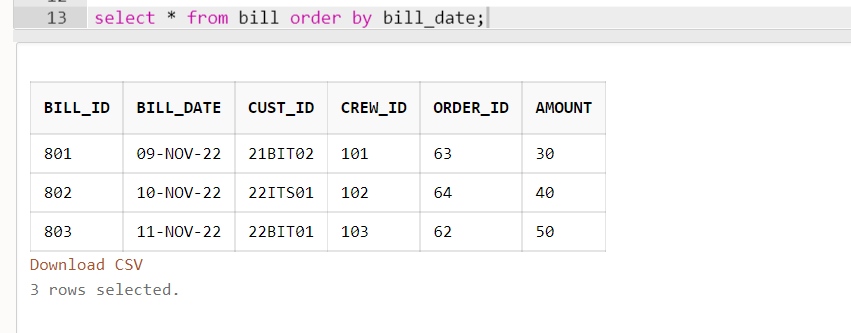 13 select * from bill order by bill_date;
BILL_ID BILL_DATE CUST_ID CREW_ID ORDER_ID AMOUNT
801 09-NOV-22 21BIT02 101 63 30
802 10-NOV-22 22ITS01 102 64 40
803 11-NOV-22 22BIT01 103 62 50
Download CSV
3 rows selected.